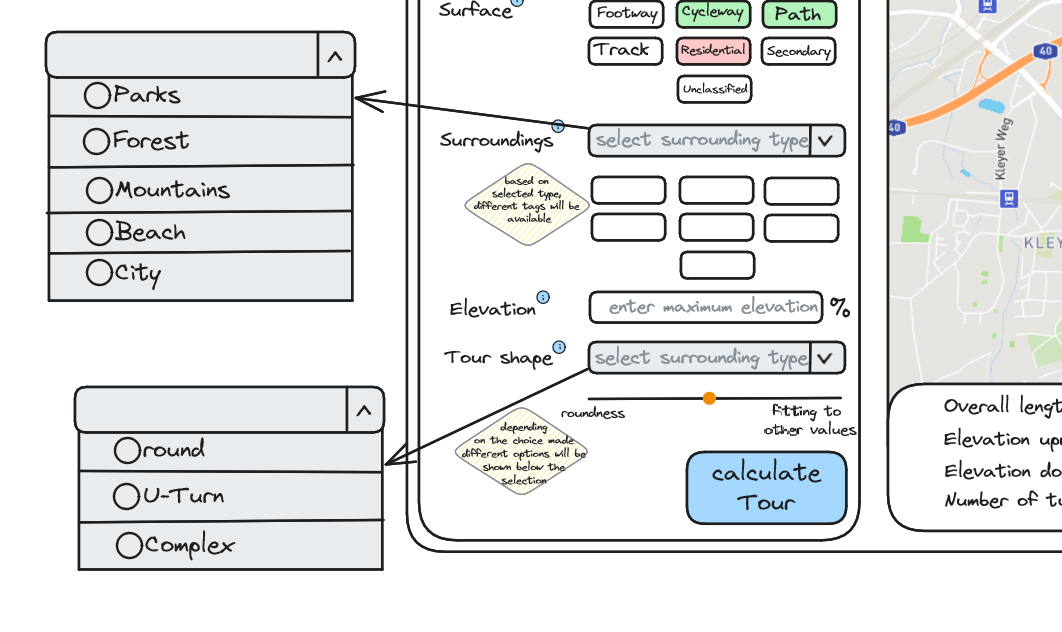 Surface
Footway
Cycleway
Path
Track
Residential
Secondary
Unclassified
Parks
Forest
Mountains
Beach
City
Surroundings
select surrounding type
based on
selected type,
different tags will be
available
Elevation
enter maximum elevation
%
Tour shape
select surrounding type
roundness
fitting to
other values
depending
on the choice made
different options will be
shown below the
selection
calculate
Tour
round
U-Turn
Complex
40
40
Kleyer Weg
KLEY
Overall lengt
Elevation up
Elevation do
Number of tu